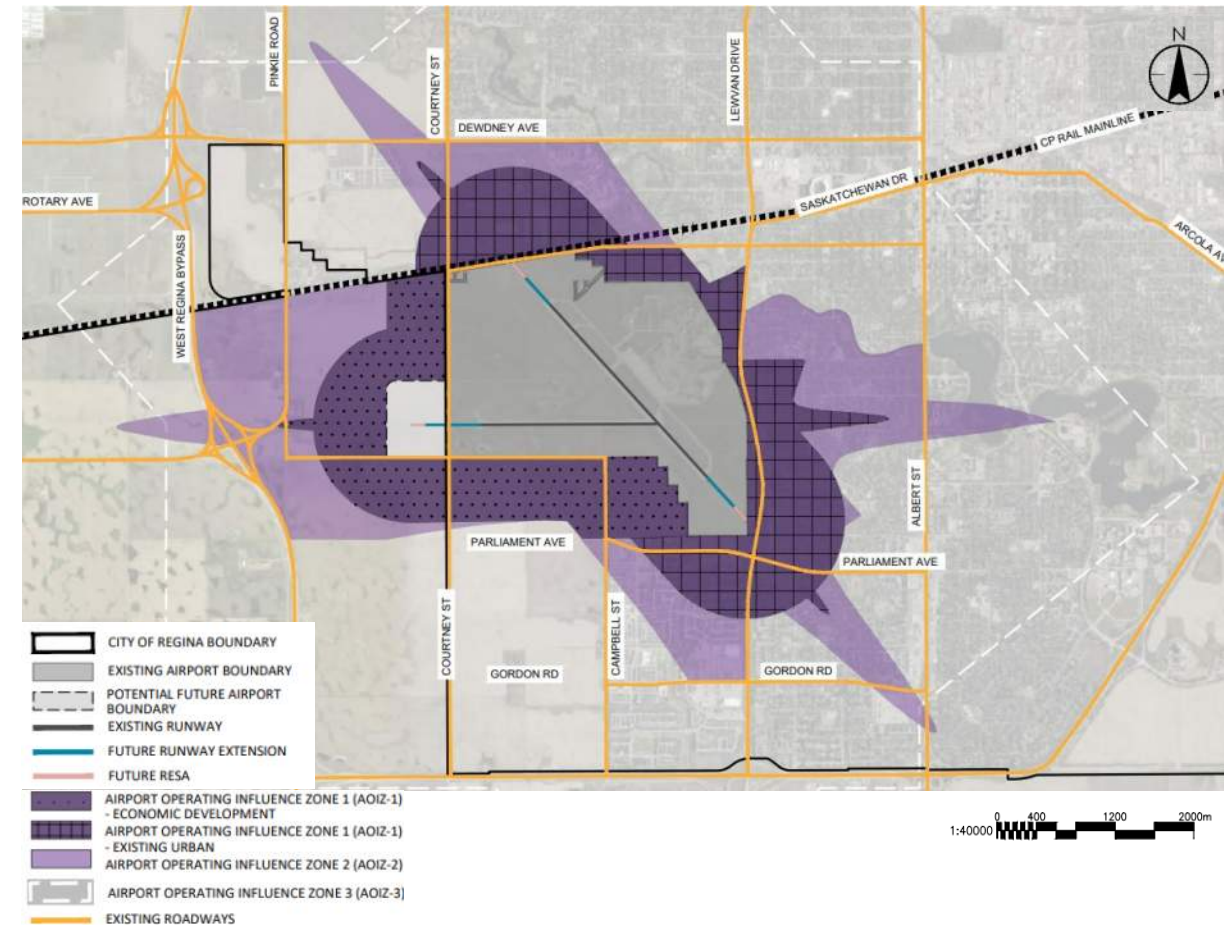 N
PINKIE ROAD
COURTNEY ST
LEWVAN DRIVE
DEWDNEY AVE
CP RAIL MAINLINE
ROTARY AVE
SASKATCHEWAN DR
ARCOLA AV
WEST REGINA BYPASS
ALBERT ST
PARLIAMENT AVE
PARLIAMENT AVE
COURTNEY ST
CAMPBELL ST
GORDON RD
GORDON RD
CITY OF REGINA BOUNDARY
EXISTING AIRPORT BOUNDARY
POTENTIAL FUTURE AIRPORT
BOUNDARY
EXISTING RUNWAY
FUTURE RUNWAY EXTENSION
FUTURE RESA
AIRPORT OPERATING INFLUENCE ZONE 1 (AOIZ-1)
- ECONOMIC DEVELOPMENT
AIRPORT OPERATING INFLUENCE ZONE 1 (AOIZ-1)
- EXISTING URBAN
AIRPORT OPERATING INFLUENCE ZONE 2 (AOIZ-2)
AIRPORT OPERATING INFLUENCE ZONE 3 (AOIZ-3)
EXISTING ROADWAYS
0 400 1200 2000m
1:40000